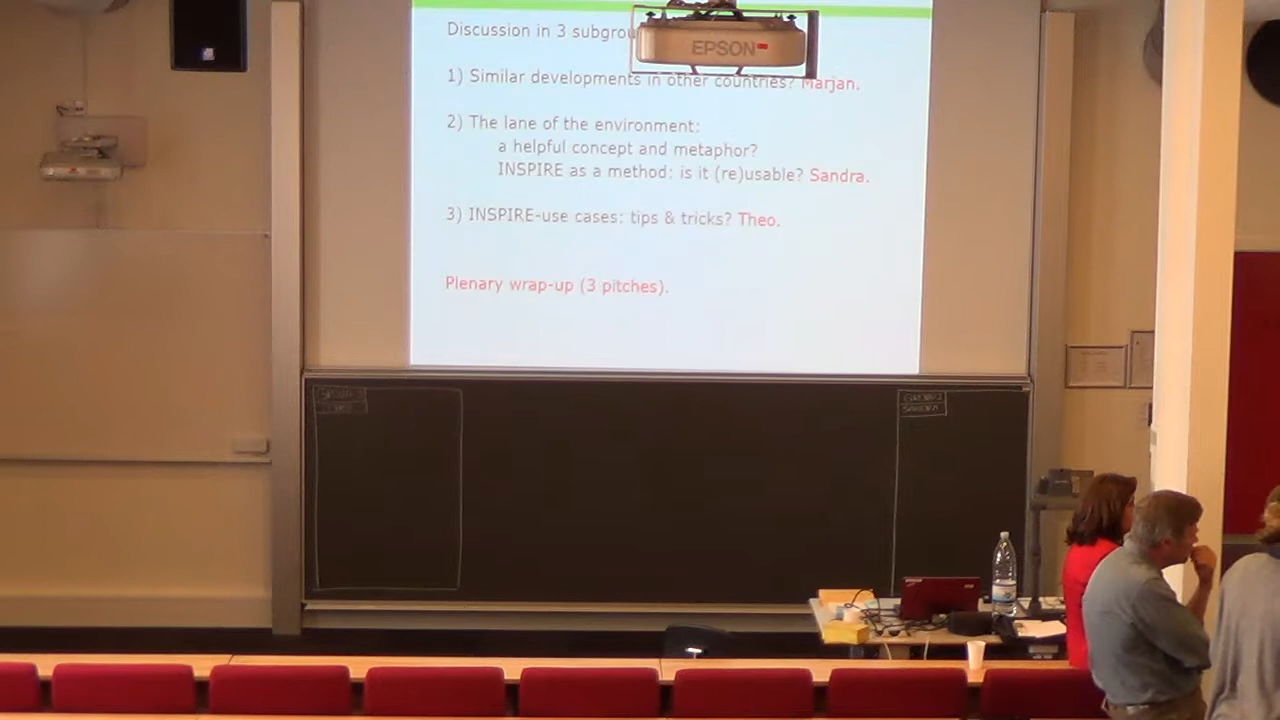 Discussion in 3
EPSON
1) Similar developments in other countries? Marjan.
2) The lane of the environment:
a helpful concept and metaphor?
INSPIRE as a method: is it (re)usable? Sandra.
3) INSPIRE-use cases: tips & tricks? Theo.
Plenary wrap-up (3 pitches).